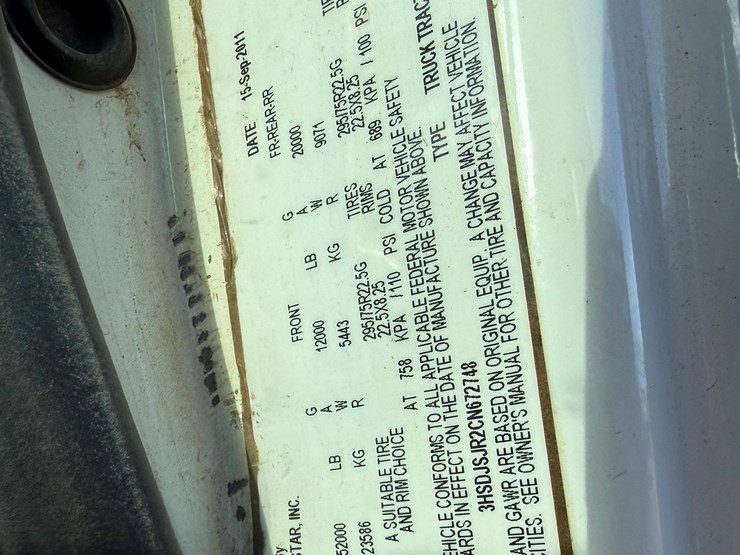 DATE 15-Sep-2011
STAR, INC. FRONT FR-REAR-RR
52000 LB G 12000 LB G 20000
A A
23586 KG W 5443 KG W 9071
R R
A SUITABLE TIRE 295/75R22.5G TIRES 295/75R22.5G
AND RIM CHOICE 22.5X8.25 RIMS 22.5X8.25
AT 758 KPA / 110 PSI COLD AT 689 KPA / 100 PSI
EHICLE CONFORMS TO ALL APPLICABLE FEDERAL MOTOR VEHICLE SAFETY
ARDS IN EFFECT ON THE DATE OF MANUFACTURE SHOWN ABOVE.
3HSDJSJR2CN672748 TYPE TRUCK TRAC
AND GAWR ARE BASED ON ORIGINAL EQUIP. A CHANGE MAY AFFECT VEHICLE
CITIES. SEE OWNER'S MANUAL FOR OTHER TIRE AND CAPACITY INFORMATION.